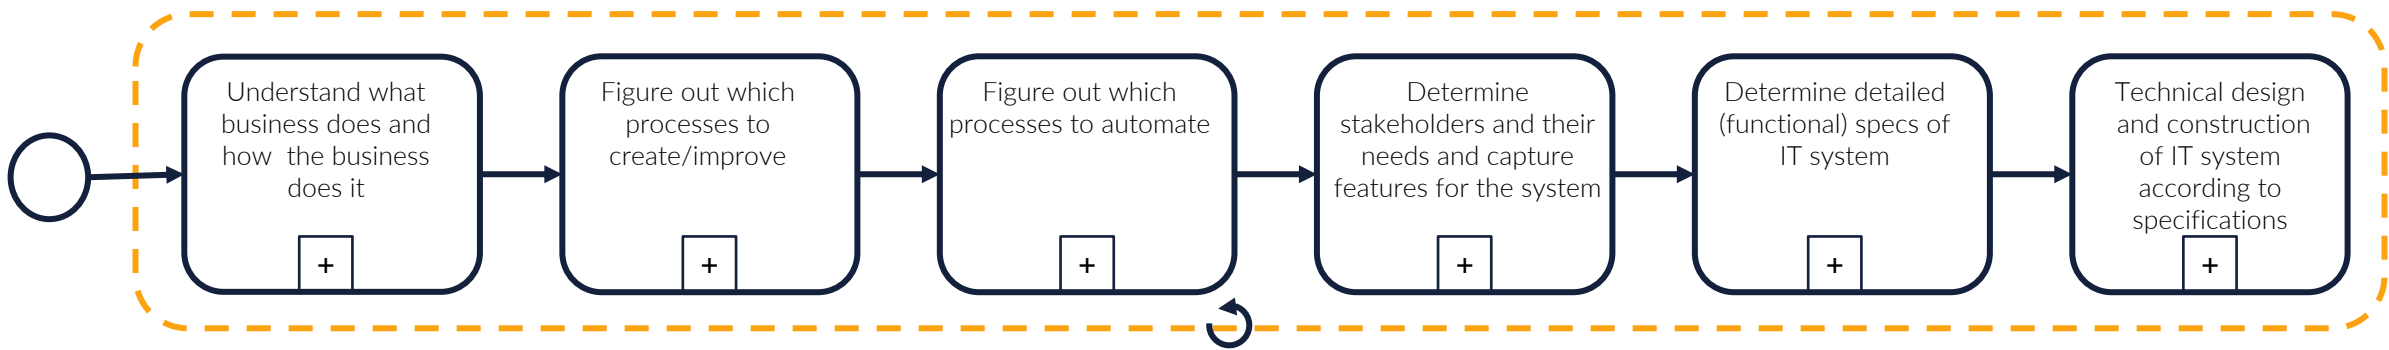 Understand what
business does and
how  the business
does it
+
Figure out which
processes to
create/improve
+
Figure out which
processes to automate
+
Determine
stakeholders and their
needs and capture
features for the system
+
Determine detailed
(functional) specs of
IT system
+
Technical design
and construction
of IT system
according to
specifications
+